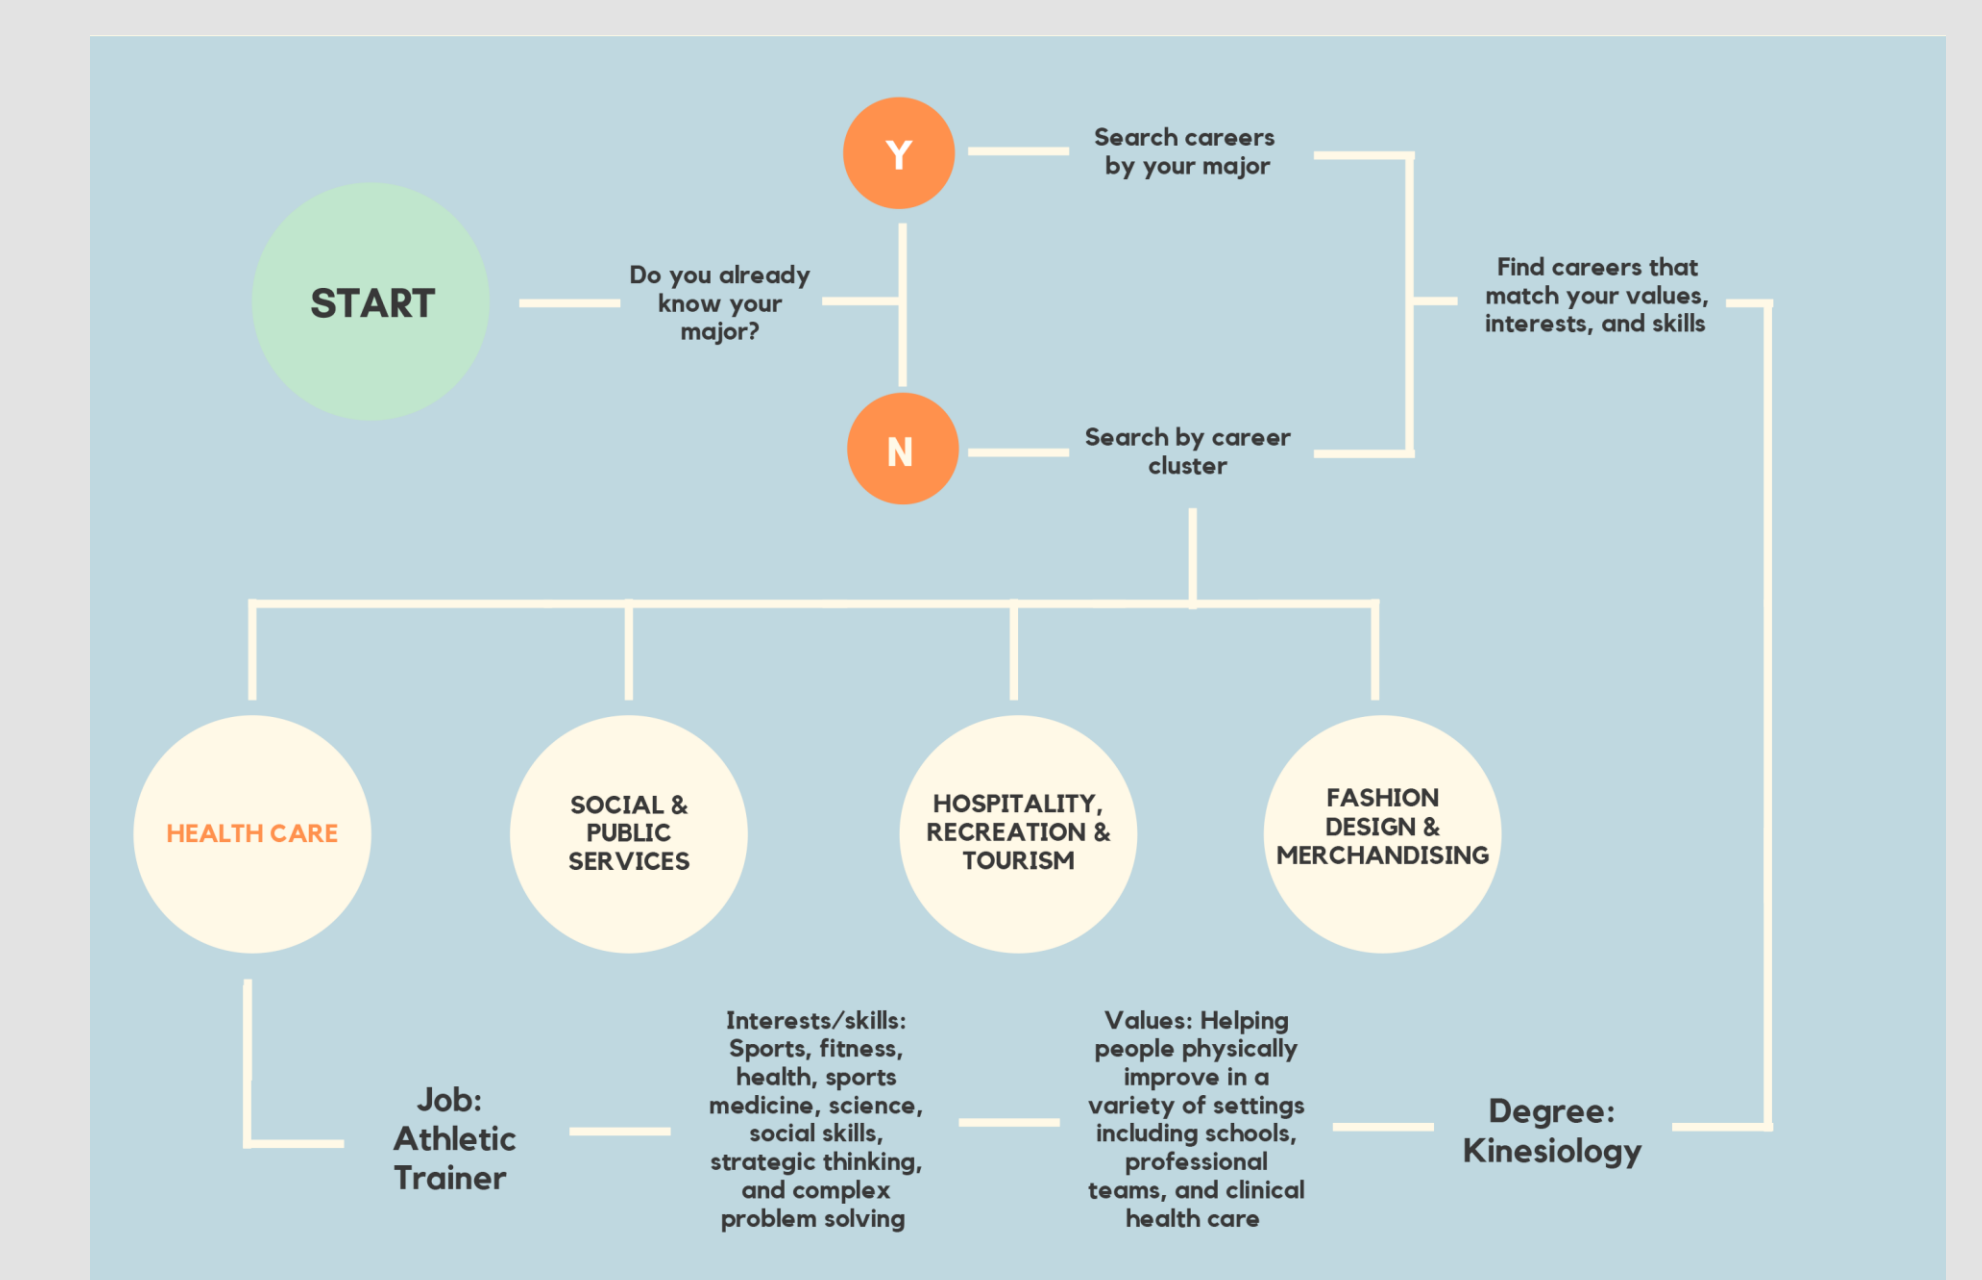 START
Do you already
know your
major?
Y
Search careers
by your major
N
Search by career
cluster
Find careers that
match your values,
interests, and skills
HEALTH CARE
SOCIAL &
PUBLIC
SERVICES
HOSPITALITY,
RECREATION &
TOURISM
FASHION
DESIGN &
MERCHANDISING
Job:
Athletic
Trainer
Interests/skills:
Sports, fitness,
health, sports
medicine, science,
social skills,
strategic thinking,
and complex
problem solving
Values: Helping
people physically
improve in a
variety of settings
including schools,
professional
teams, and clinical
health care
Degree:
Kinesiology